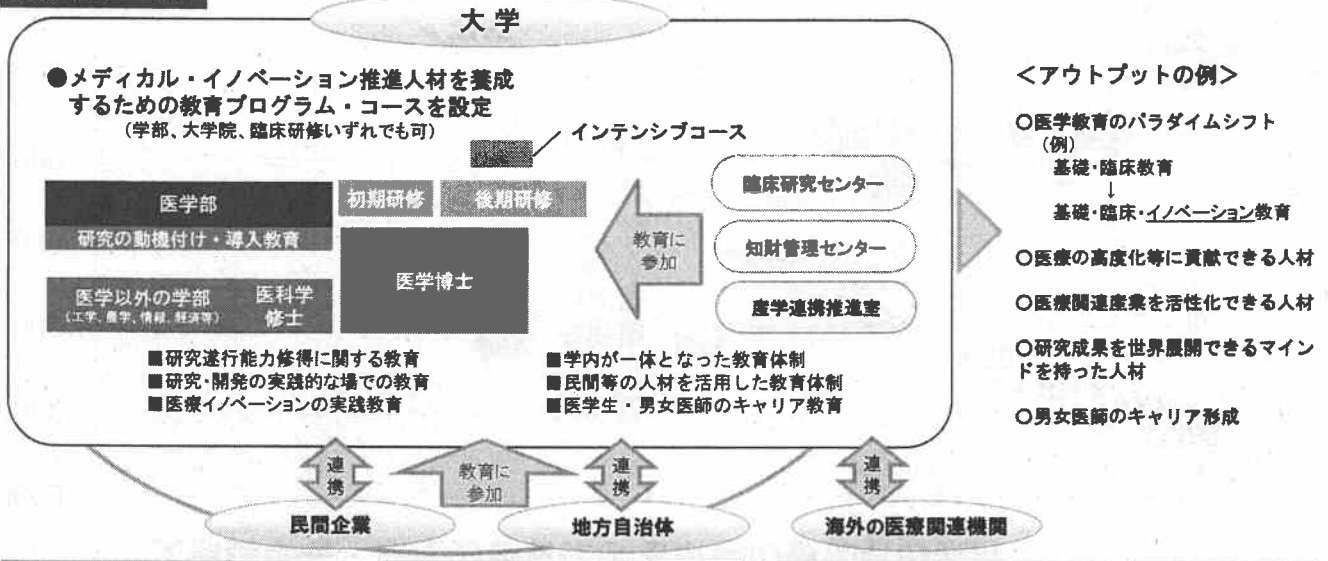 大学
●メディカル・イノベーション推進人材を養成
するための教育プログラム・コースを設定
(学部、大学院、臨床研修いずれでも可)
インテンシブコース
医学部
研究の動機付け・導入教育
初期研修
後期研修
医学以外の学部
(工学、農学、情報、経済等)
医科学
修士
医学博士
教育に
参加
臨床研究センター
知財管理センター
産学連携推進室
■研究遂行能力修得に関する教育
■研究・開発の実践的な場での教育
■医療イノベーションの実践教育
■学内が一体となった教育体制
■民間等の人材を活用した教育体制
■医学生・男女医師のキャリア教育
連携
教育に
参加
連携
連携
民間企業
地方自治体
海外の医療関連機関
＜アウトプットの例＞
○医学教育のパラダイムシフト
(例)
基礎・臨床教育
↓
基礎・臨床・イノベーション教育
○医療の高度化等に貢献できる人材
○医療関連産業を活性化できる人材
○研究成果を世界展開できるマイン
ドを持った人材
○男女医師のキャリア形成